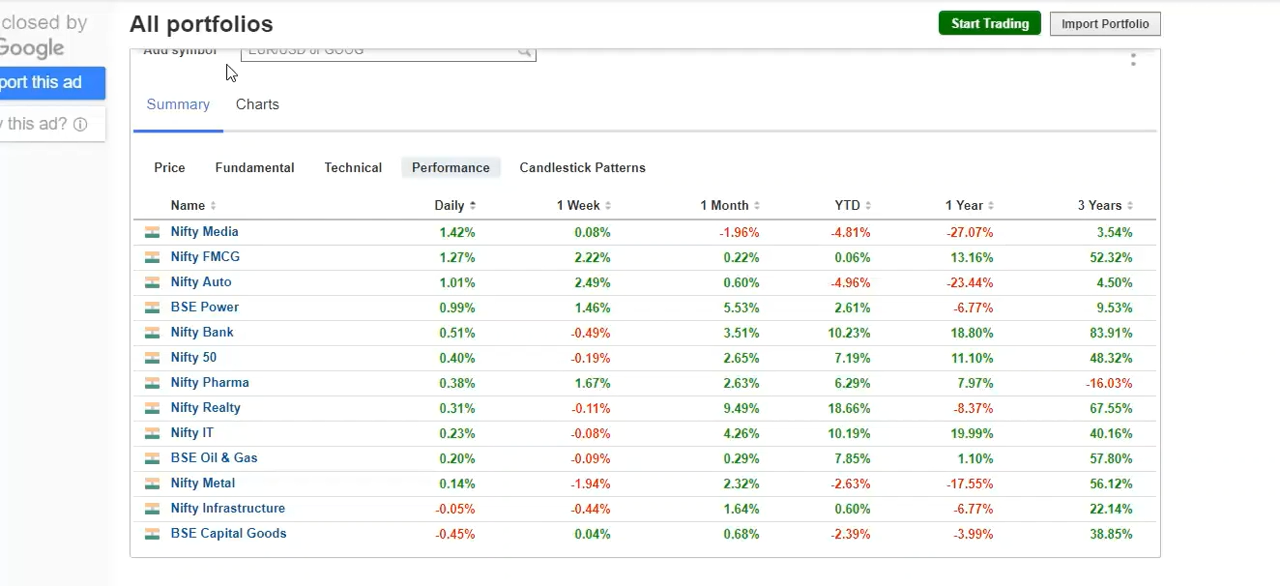 closed by
Google
port this ad
this ad?
All portfolios
Start Trading
Import Portfolio
Add symbol
EUR/USD or GOOG
Summary Charts
Price Fundamental Technical Performance Candlestick Patterns
Name Daily 1 Week 1 Month YTD 1 Year 3 Years
Nifty Media 1.42% 0.08% -1.96% -4.81% -27.07% 3.54%
Nifty FMCG 1.27% 2.22% 0.22% 0.06% 13.16% 52.32%
Nifty Auto 1.01% 2.49% 0.60% -4.96% -23.44% 4.50%
BSE Power 0.99% 1.46% 5.53% 2.61% -6.77% 9.53%
Nifty Bank 0.51% -0.49% 3.51% 10.23% 18.80% 83.91%
Nifty 50 0.40% -0.19% 2.65% 7.19% 11.10% 48.32%
Nifty Pharma 0.38% 1.67% 2.63% 6.29% 7.97% -16.03%
Nifty Realty 0.31% -0.11% 9.49% 18.66% -8.37% 67.55%
Nifty IT 0.23% -0.08% 4.26% 10.19% 19.99% 40.16%
BSE Oil & Gas 0.20% -0.09% 0.29% 7.85% 1.10% 57.80%
Nifty Metal 0.14% -1.94% 2.32% -2.63% -17.55% 56.12%
Nifty Infrastructure -0.05% -0.44% 1.64% 0.60% -6.77% 22.14%
BSE Capital Goods -0.45% 0.04% 0.68% -2.39% -3.99% 38.85%